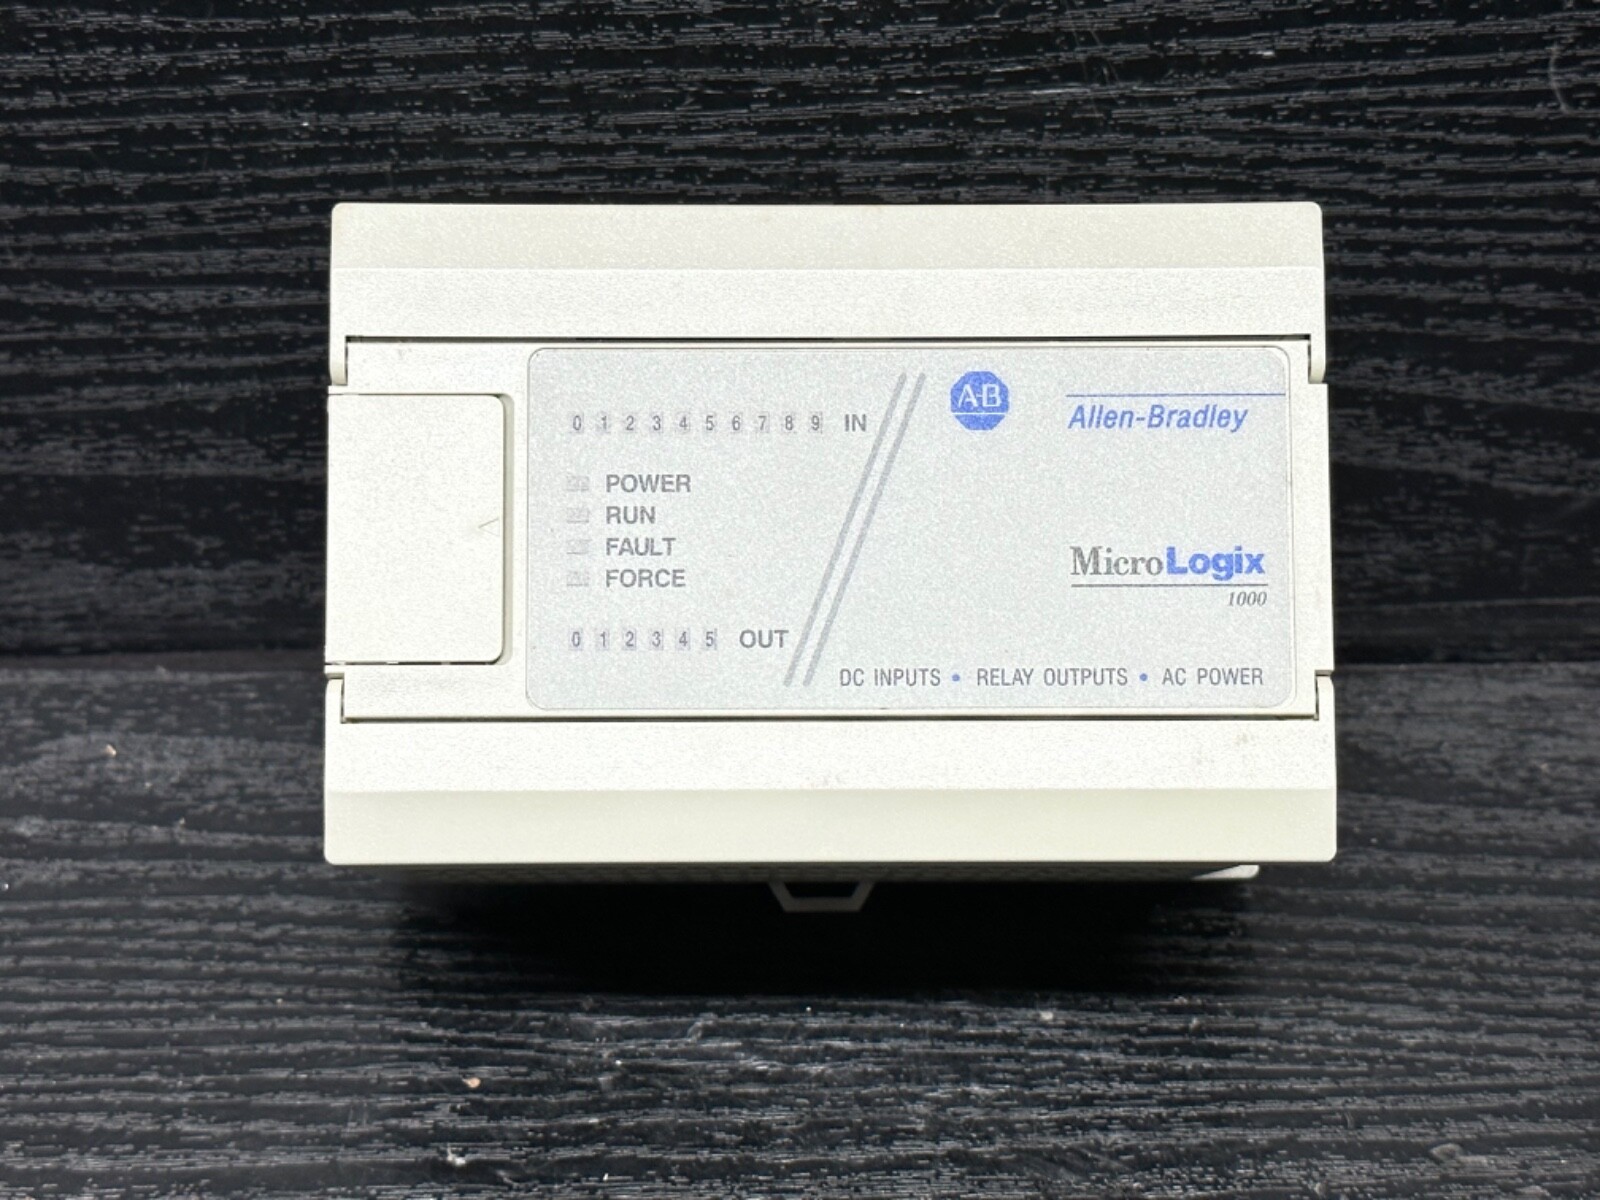 0 1 2 3 4 5 6 7 8 9 IN
A-B
Allen-Bradley
POWER
RUN
FAULT
FORCE
MicroLogix
1000
0 1 2 3 4 5 OUT
DC INPUTS • RELAY OUTPUTS • AC POWER